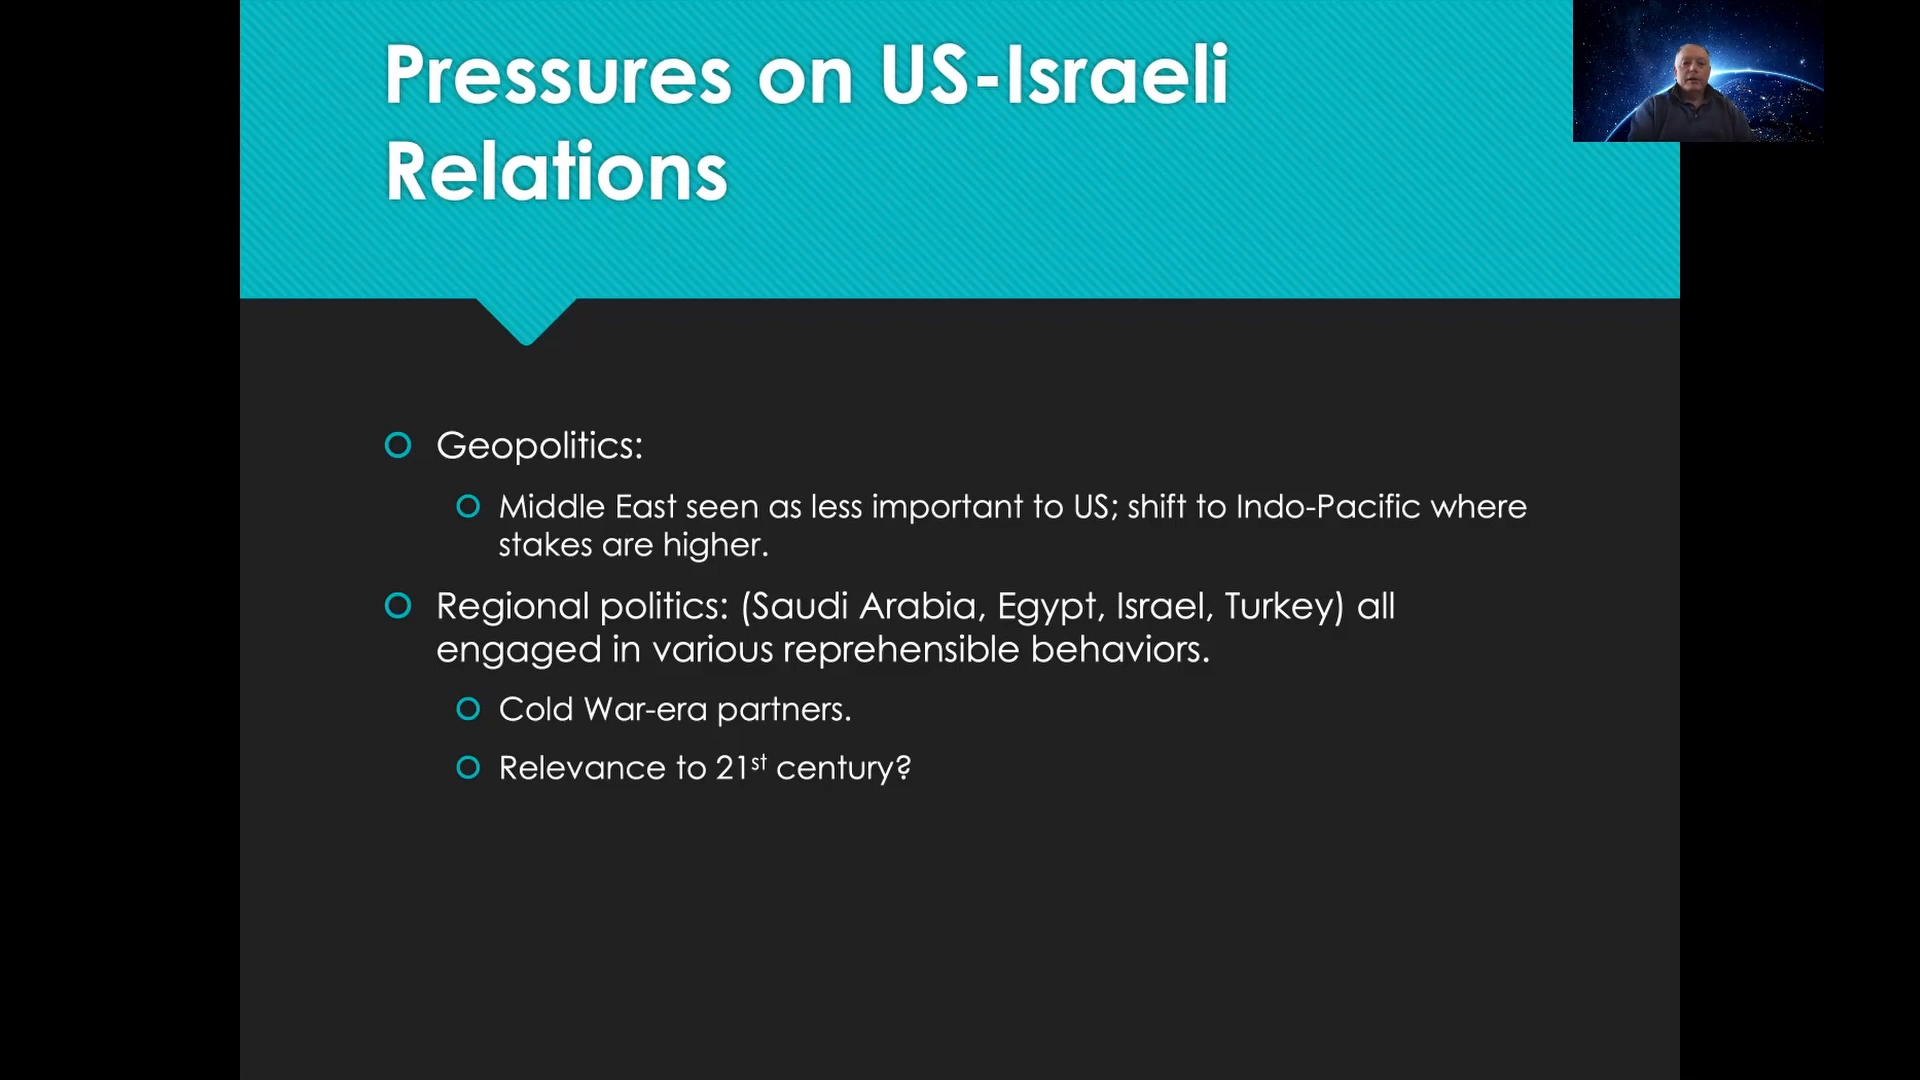 Pressures on US-Israeli
Relations
Geopolitics:
Middle East seen as less important to US; shift to Indo-Pacific where
stakes are higher.
Regional politics: (Saudi Arabia, Egypt, Israel, Turkey) all
engaged in various reprehensible behaviors.
Cold War-era partners.
Relevance to 21st century?